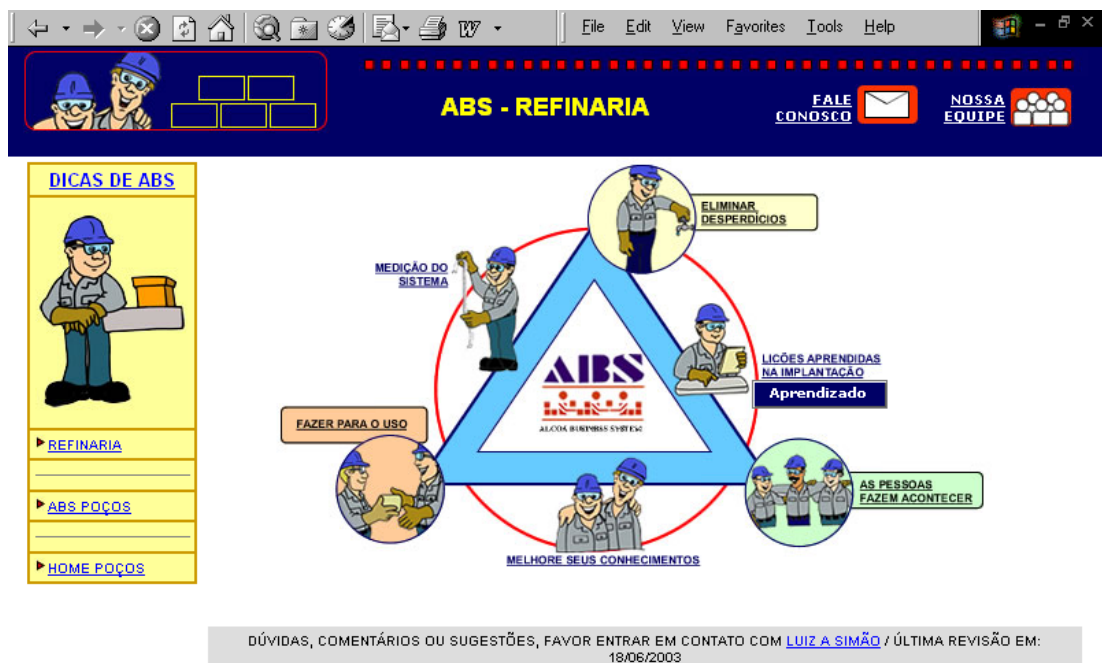 File Edit View Favorites Tools Help
ABS - REFINARIA
FALE
CONOSCO
NOSSA
EQUIPE
DICAS DE ABS
ELIMINAR
DESPERDÍCIOS
MEDIÇÃO DO
SISTEMA
LICÕES APRENDIDAS
NA IMPLANTAÇÃO
Aprendizado
ABS
ALCOA BUSINESS SYSTEM
FAZER PARA O USO
AS PESSOAS
FAZEM ACONTECER
MELHORE SEUS CONHECIMENTOS
REFINARIA
ABS POÇOS
HOME POÇOS
DÚVIDAS, COMENTÁRIOS OU SUGESTÕES, FAVOR ENTRAR EM CONTATO COM LUIZ A SIMÃO / ÚLTIMA REVISÃO EM:
18/06/2003